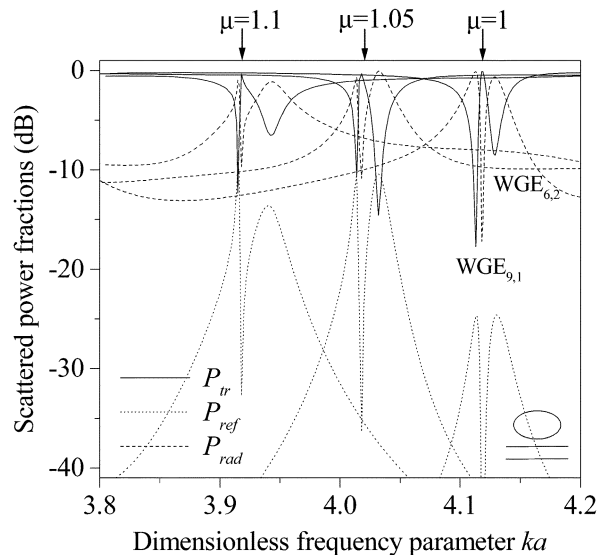 μ=1.1 μ=1.05 μ=1
Scattered power fractions (dB)
0
-10
-20
-30
-40
WGE6,2
WGE9,1
Ptr
Pref
Prad
3.8 3.9 4.0 4.1 4.2
Dimensionless frequency parameter ka